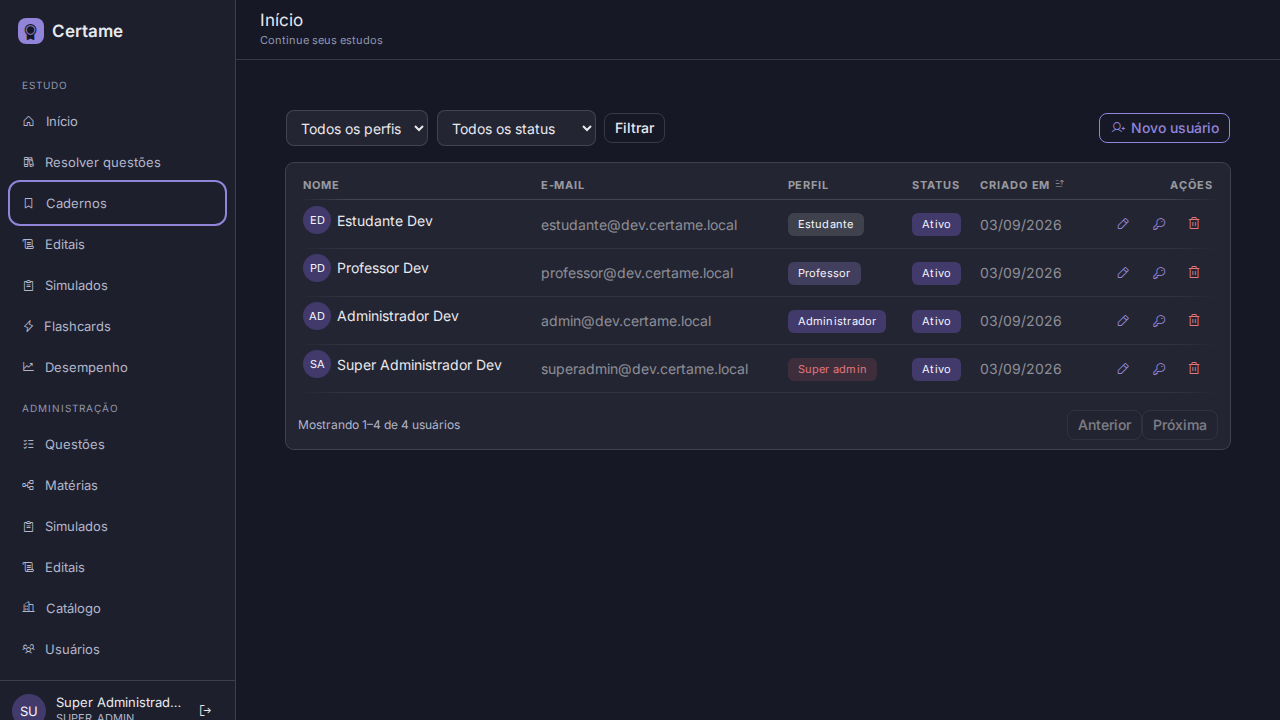 Certame
ESTUDO
Início
Resolver questões
Cadernos
Editais
Simulados
Flashcards
Desempenho
ADMINISTRAÇÃO
Questões
Matérias
Simulados
Editais
Catálogo
Usuários
SU
Super Administrad...
SUPER_ADMIN
Início
Continue seus estudos
Todos os perfis
Todos os status
Filtrar
Novo usuário
NOME E-MAIL PERFIL STATUS CRIADO EM AÇÕES
ED Estudante Dev estudante@dev.certame.local Estudante Ativo 03/09/2026
PD Professor Dev professor@dev.certame.local Professor Ativo 03/09/2026
AD Administrador Dev admin@dev.certame.local Administrador Ativo 03/09/2026
SA Super Administrador Dev superadmin@dev.certame.local Super admin Ativo 03/09/2026
Mostrando 1–4 de 4 usuários
Anterior
Próxima